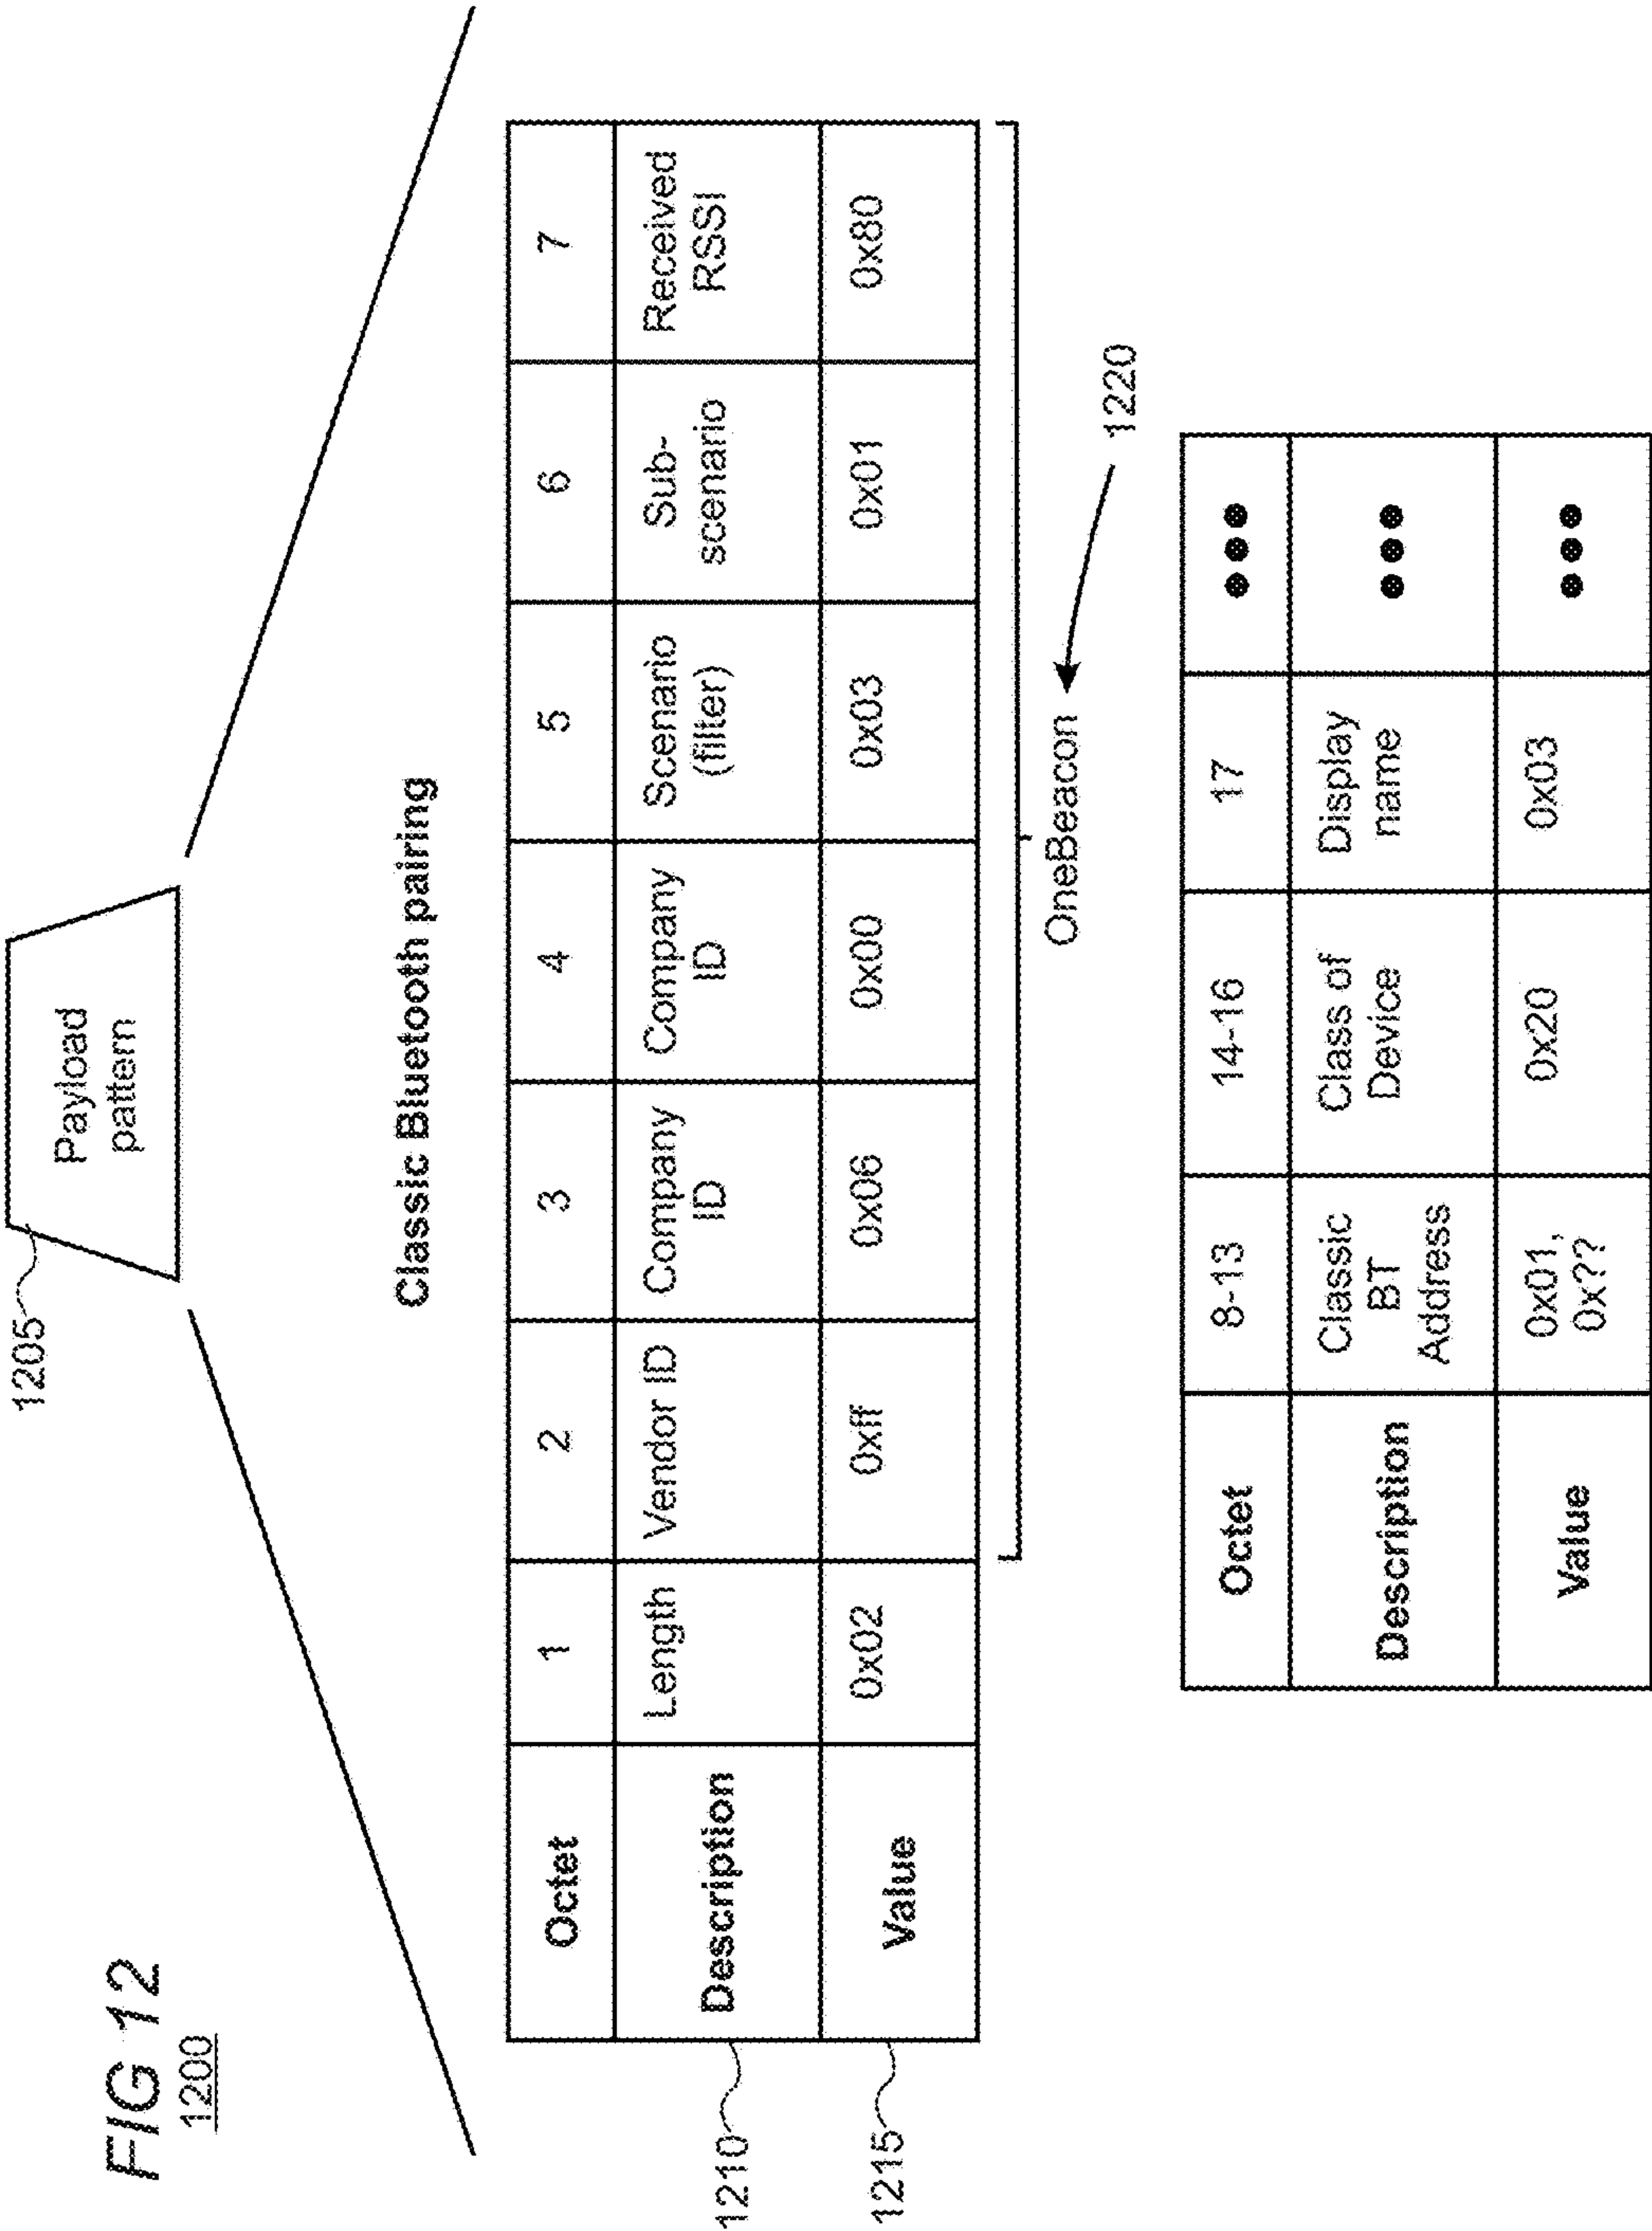 FIG 12
1200
1205
Payload
pattern
Classic Bluetooth pairing
Octet 1 2 3 4 5 6 7
Description Length Vendor ID Company ID Company ID Scenario (filter) Sub-scenario Received RSSI
Value 0x02 0xff 0x06 0x00 0x03 0x01 0x80
1210
1215
OneBeacon
1220
Octet 8-13 14-16 17 •••
Description Classic BT Address Class of Device Display name •••
Value 0x01, 0x?? 0x20 0x03 •••